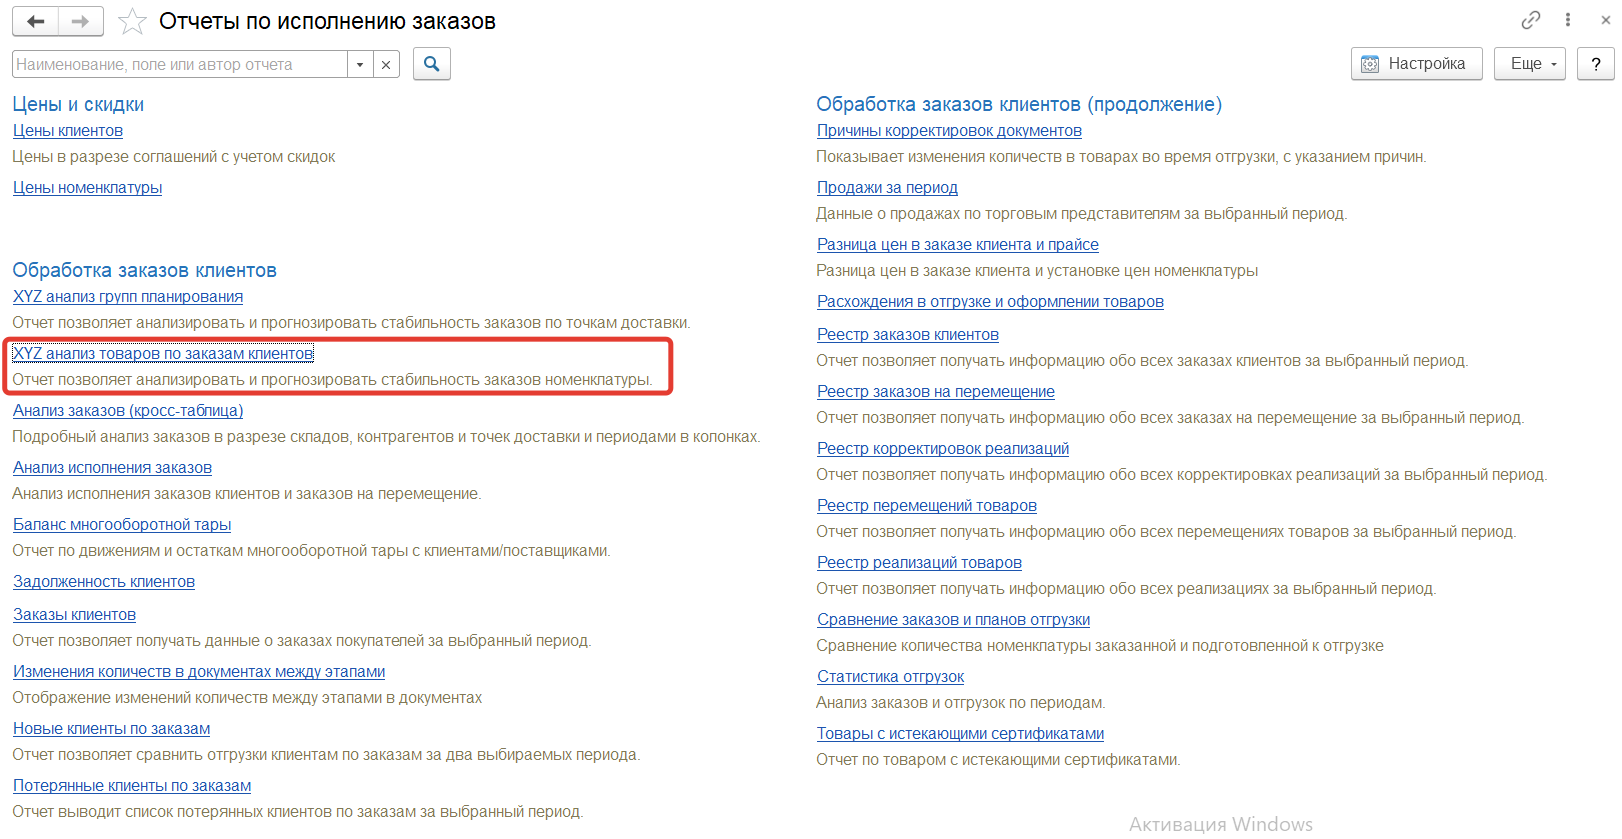 Отчеты по исполнению заказов
Наименование, поле или автор отчета
Настройка
Еще
?
Цены и скидки
Цены клиентов
Цены в разрезе соглашений с учетом скидок
Цены номенклатуры
Обработка заказов клиентов
XYZ анализ групп планирования
Отчет позволяет анализировать и прогнозировать стабильность заказов по точкам доставки.
XYZ анализ товаров по заказам клиентов
Отчет позволяет анализировать и прогнозировать стабильность заказов номенклатуры.
Анализ заказов (кросс-таблица)
Подробный анализ заказов в разрезе складов, контрагентов и точек доставки и периодами в колонках.
Анализ исполнения заказов
Анализ исполнения заказов клиентов и заказов на перемещение.
Баланс многооборотной тары
Отчет по движениям и остаткам многооборотной тары с клиентами/поставщиками.
Задолженность клиентов
Заказы клиентов
Отчет позволяет получать данные о заказах покупателей за выбранный период.
Изменения количеств в документах между этапами
Отображение изменений количеств между этапами в документах
Новые клиенты по заказам
Отчет позволяет сравнить отгрузки клиентам по заказам за два выбираемых периода.
Потерянные клиенты по заказам
Отчет выводит список потерянных клиентов по заказам за выбранный период.
Обработка заказов клиентов (продолжение)
Причины корректировок документов
Показывает изменения количеств в товарах во время отгрузки, с указанием причин.
Продажи за период
Данные о продажах по торговым представителям за выбранный период.
Разница цен в заказе клиента и прайсе
Разница цен в заказе клиента и установке цен номенклатуры
Расхождения в отгрузке и оформлении товаров
Реестр заказов клиентов
Отчет позволяет получать информацию обо всех заказах клиентов за выбранный период.
Реестр заказов на перемещение
Отчет позволяет получать информацию обо всех заказах на перемещение за выбранный период.
Реестр корректировок реализаций
Отчет позволяет получать информацию обо всех корректировках реализаций за выбранный период.
Реестр перемещений товаров
Отчет позволяет получать информацию обо всех перемещениях товаров за выбранный период.
Реестр реализаций товаров
Отчет позволяет получать информацию обо всех реализациях за выбранный период.
Сравнение заказов и планов отгрузки
Сравнение количества номенклатуры заказанной и подготовленной к отгрузке
Статистика отгрузок
Анализ заказов и отгрузок по периодам.
Товары с истекающими сертификатами
Отчет по товаром с истекающими сертификатами.
Активация Windows